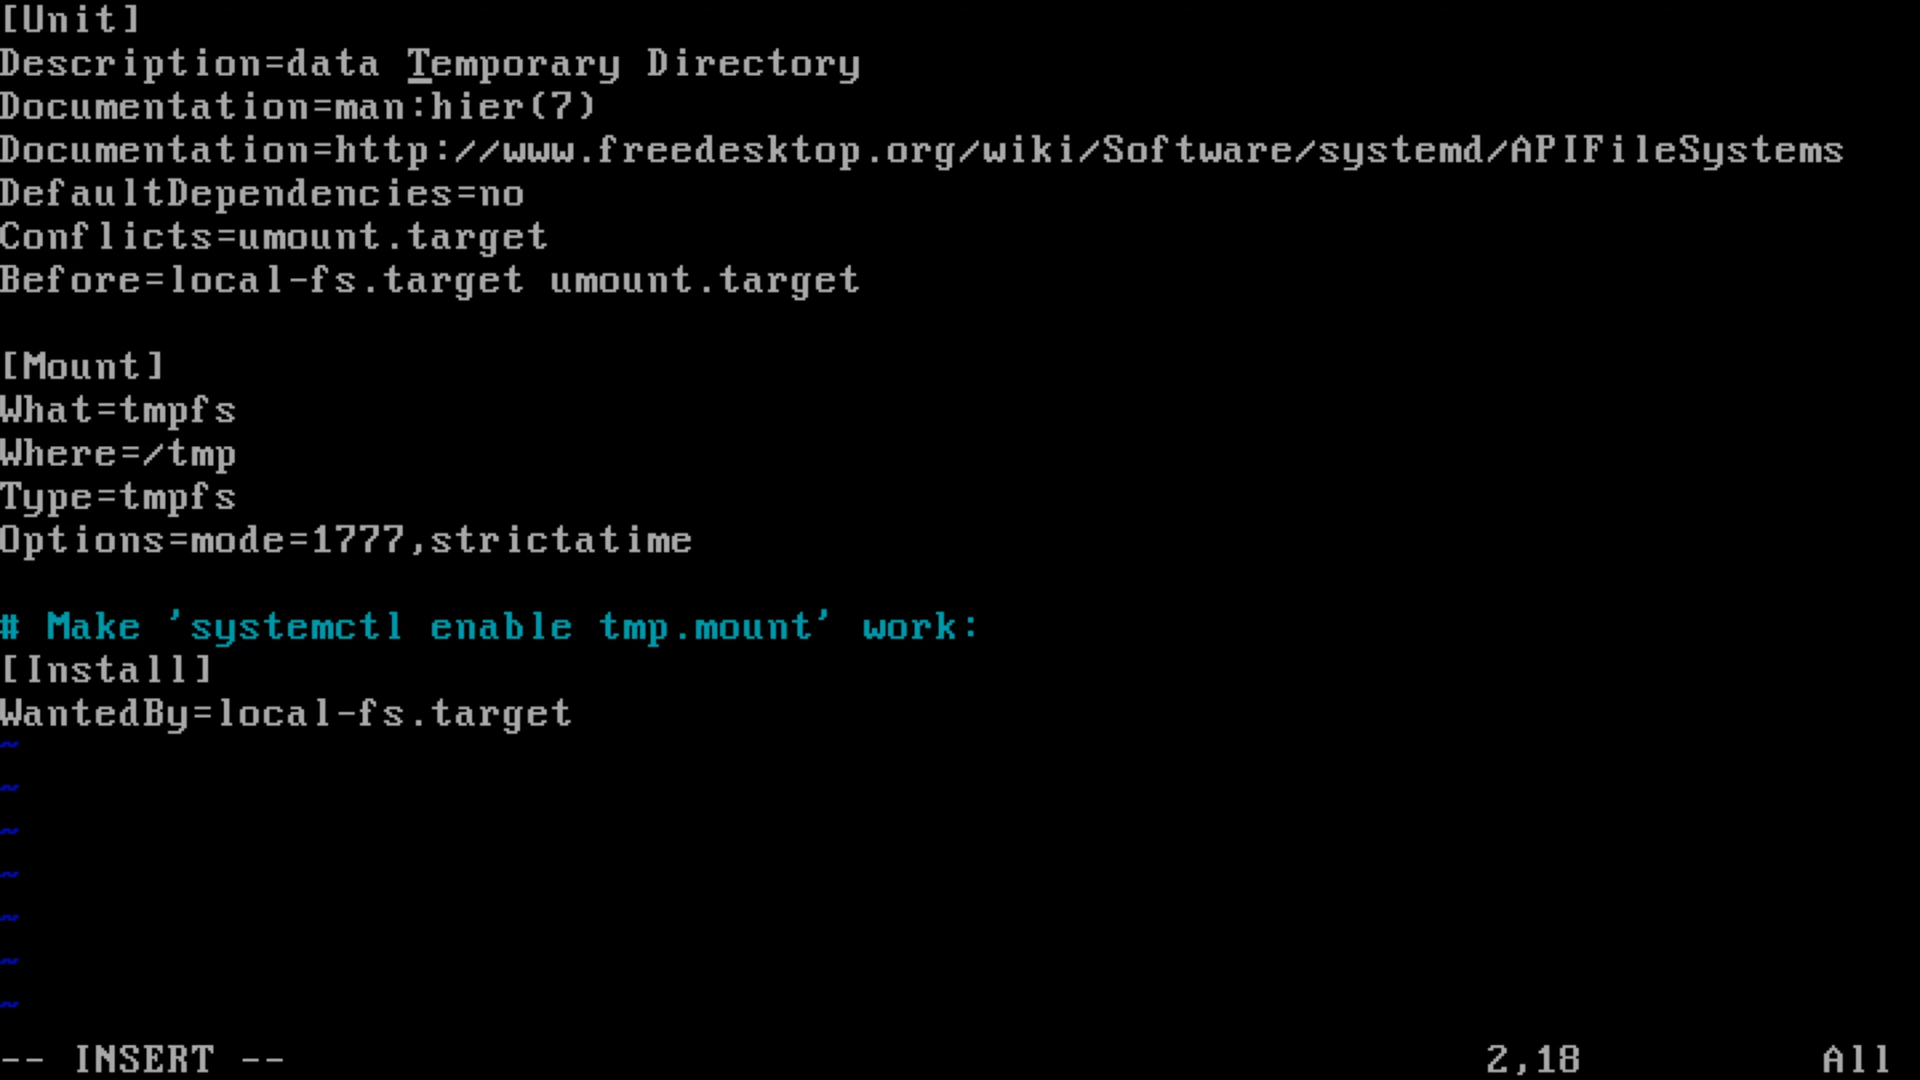 [Unit]
Description=data Temporary Directory
Documentation=man:hier(7)
Documentation=http://www.freedesktop.org/wiki/Software/systemd/APIFileSystems
DefaultDependencies=no
Conflicts=umount.target
Before=local-fs.target umount.target
[Mount]
What=tmpfs
Where=/tmp
Type=tmpfs
Options=mode=1777,strictatime
# Make 'systemctl enable tmp.mount' work:
[Install]
WantedBy=local-fs.target
~
~
~
~
~
~
~
-- INSERT -- 2,18 All